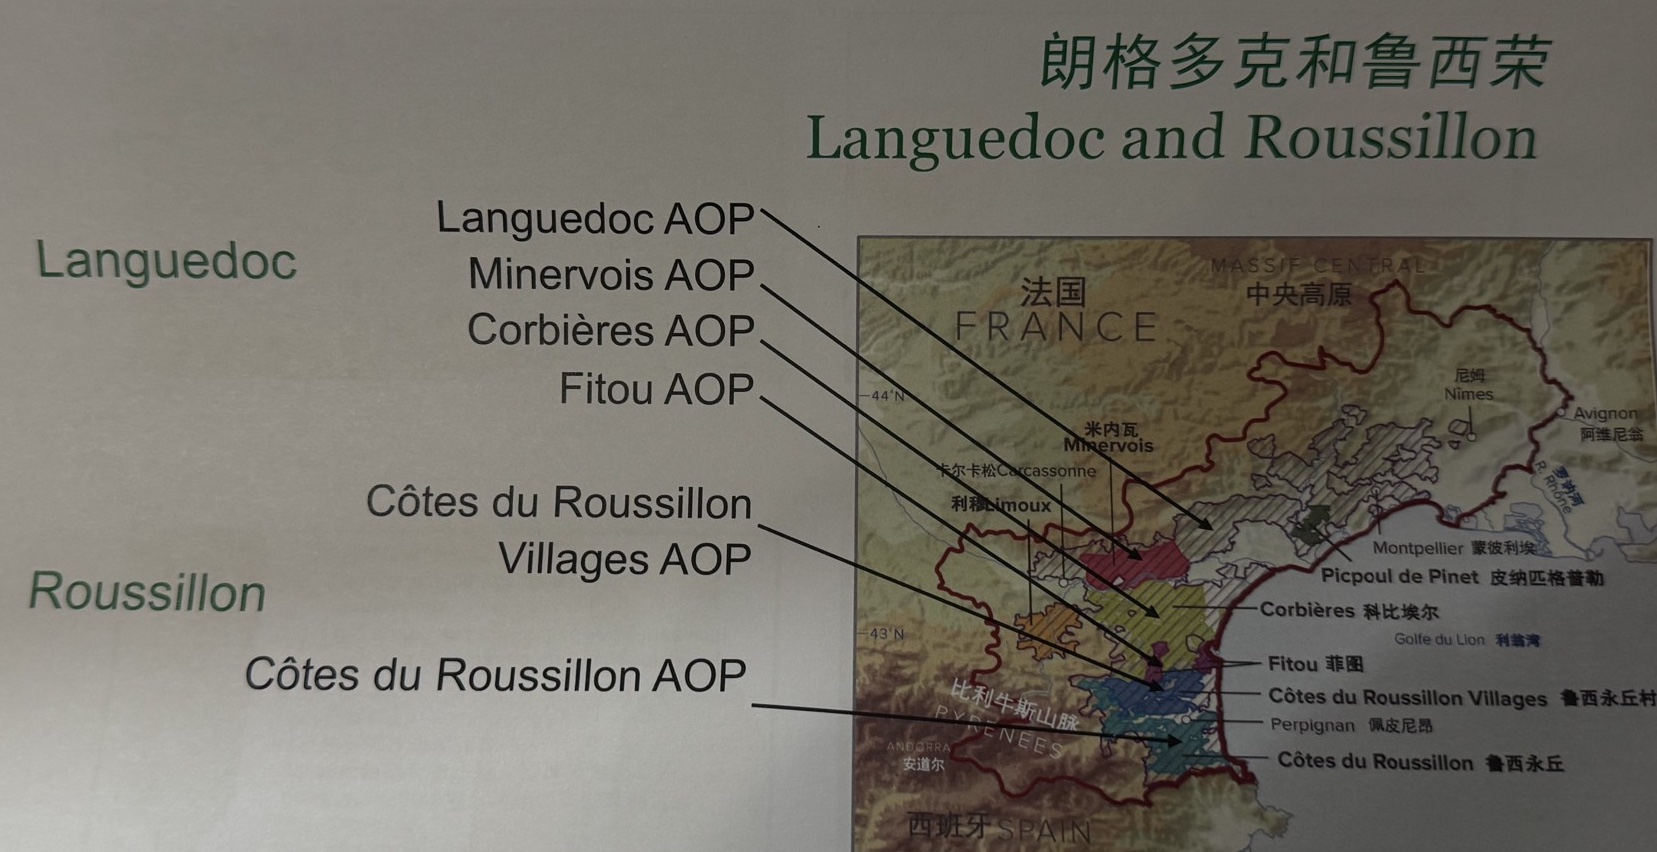 朗格多克和鲁西荣
Languedoc and Roussillon
Languedoc
Languedoc AOP
Minervois AOP
Corbières AOP
Fitou AOP
Roussillon
Côtes du Roussillon
Villages AOP
Côtes du Roussillon AOP
MASSIF CENTRAL
中央高原
法国
FRANCE
44°N
尼姆
Nîmes
Avignon
阿维尼翁
米内瓦
Minervois
卡尔卡松Carcassonne
利穆Limoux
罗纳河
R. Rhône
Montpellier 蒙彼利埃
Picpoul de Pinet 皮纳匹格普勒
Corbières 科比埃尔
43°N
Golfe du Lion 利翁湾
Fitou 菲图
Côtes du Roussillon Villages 鲁西永丘村
Perpignan 佩皮尼昂
Côtes du Roussillon 鲁西永丘
比利牛斯山脉
PYRENEES
ANDORRA
安道尔
西班牙 SPAIN